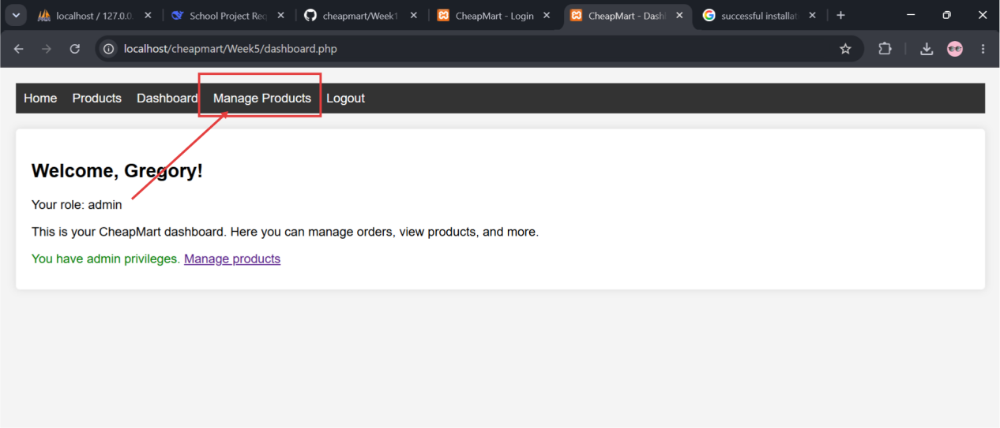 localhost / 127.0.0.
School Project Req
cheapmart/Week1
CheapMart - Login
CheapMart - Dash
successful installat
localhost/cheapmart/Week5/dashboard.php
Home Products Dashboard Manage Products Logout
Welcome, Gregory!
Your role: admin
This is your CheapMart dashboard. Here you can manage orders, view products, and more.
You have admin privileges. Manage products